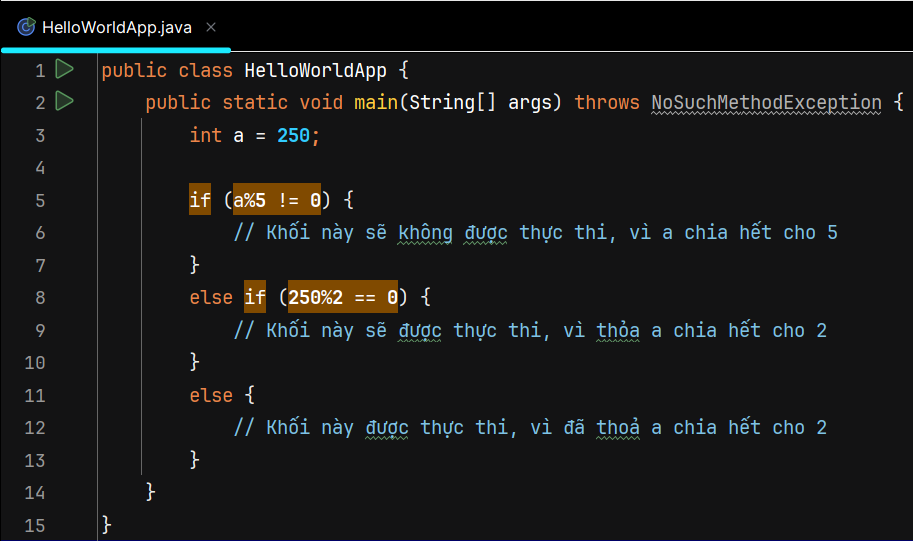 HelloWorldApp.java ×
1 public class HelloWorldApp {
2 public static void main(String[] args) throws NoSuchMethodException {
3 int a = 250;
4
5 if (a%5 != 0) {
6 // Khối này sẽ không được thực thi, vì a chia hết cho 5
7 }
8 else if (250%2 == 0) {
9 // Khối này sẽ được thực thi, vì thỏa a chia hết cho 2
10 }
11 else {
12 // Khối này được thực thi, vì đã thoả a chia hết cho 2
13 }
14 }
15 }